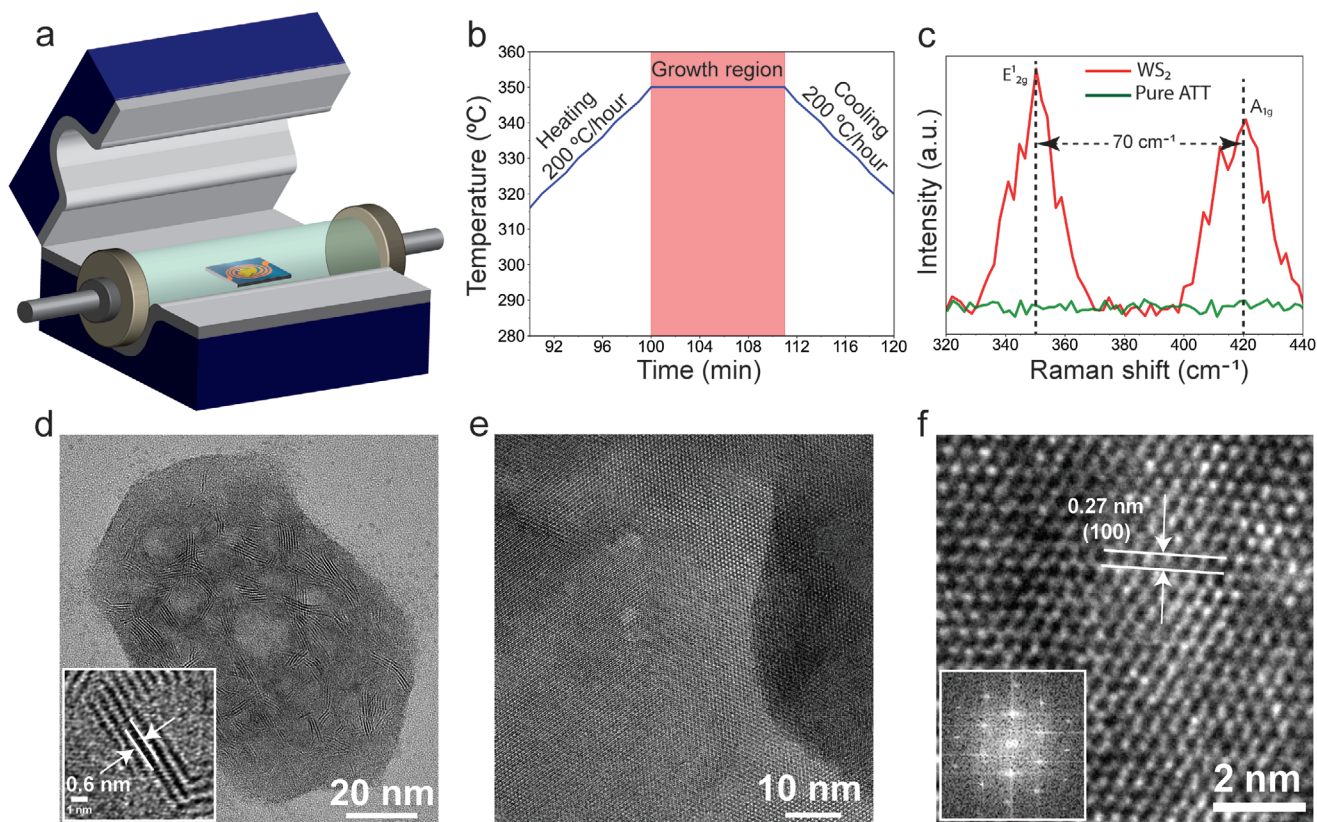 a
b
360
350
340
330
320
310
300
290
280
Temperature (ºC)
Growth region
Heating
200 ºC/hour
Cooling
200 ºC/hour
92 96 100 104 108 112 116 120
Time (min)
c
E¹₂g
WS₂
Pure ATT
A₁g
70 cm⁻¹
Intensity (a.u.)
320 340 360 380 400 420 440
Raman shift (cm⁻¹)
d
0.6 nm
1 nm
20 nm
e
10 nm
f
0.27 nm
(100)
2 nm